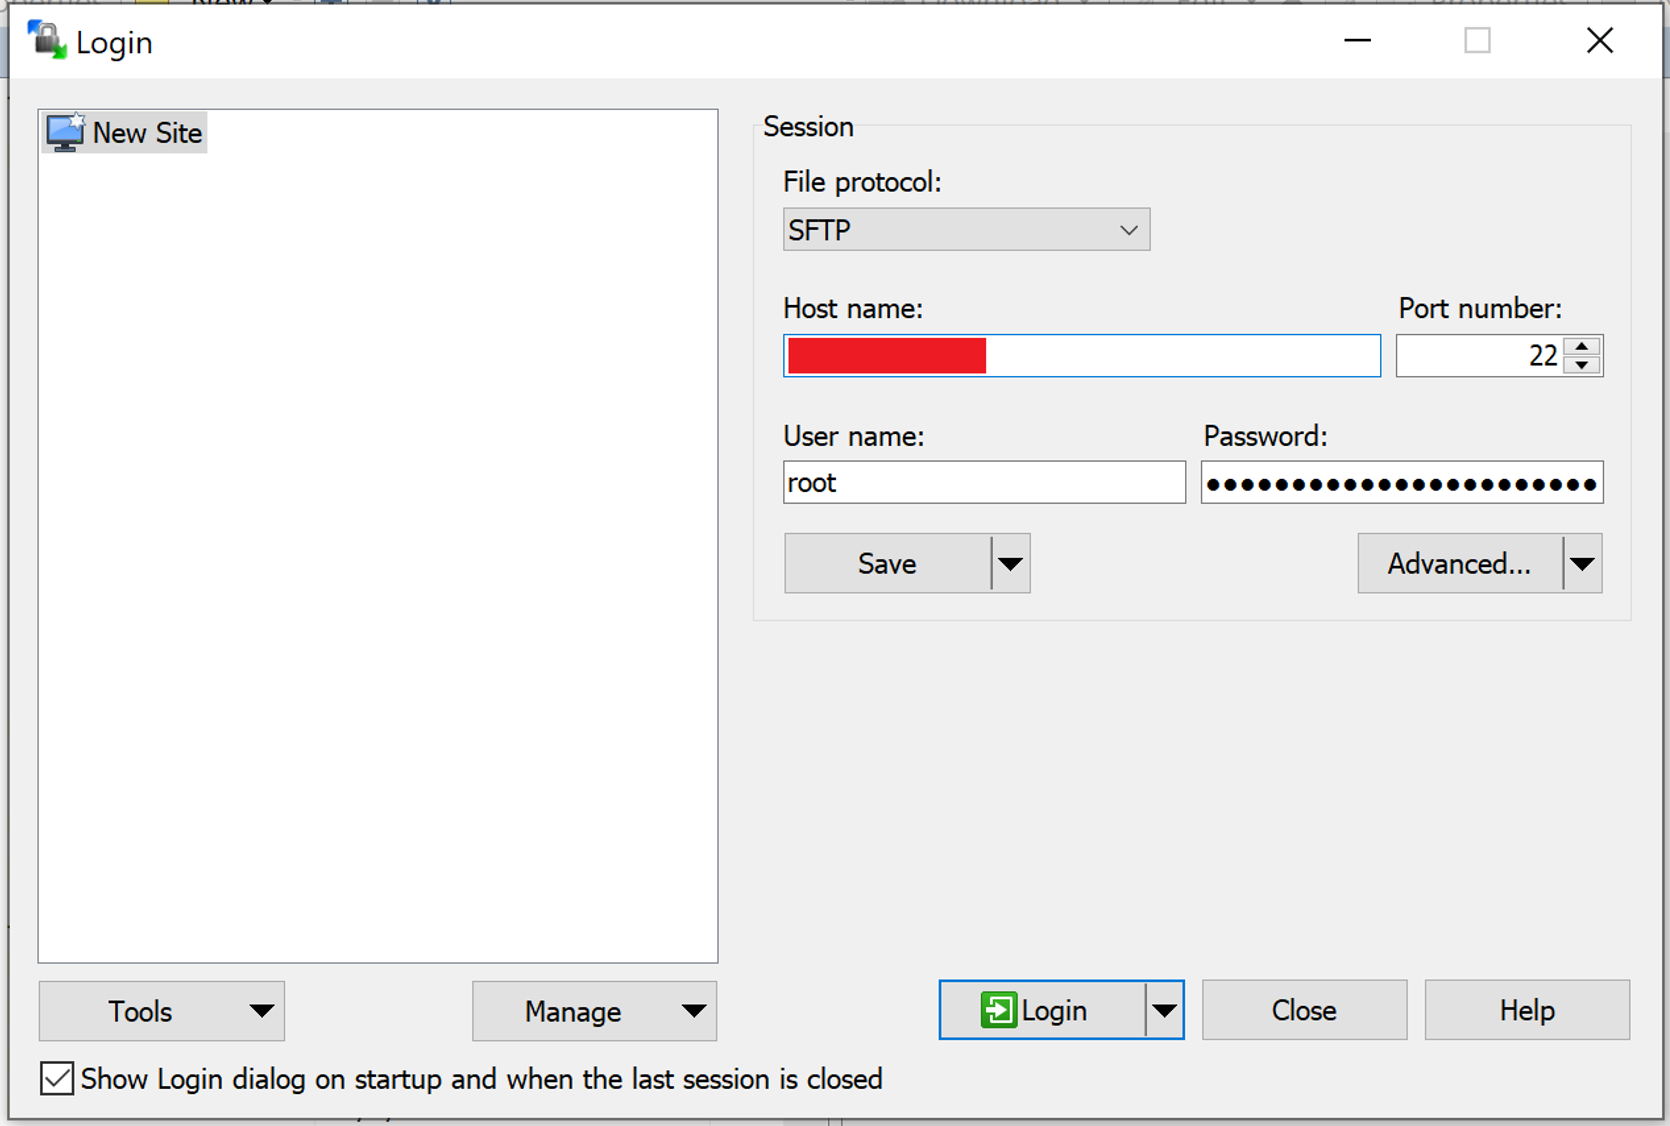 Login
New Site
Session
File protocol:
SFTP
Host name:
Port number:
22
User name:
Password:
root
●●●●●●●●●●●●●●●●●●●●●●●
Save
Advanced...
Tools
Manage
Login
Close
Help
Show Login dialog on startup and when the last session is closed